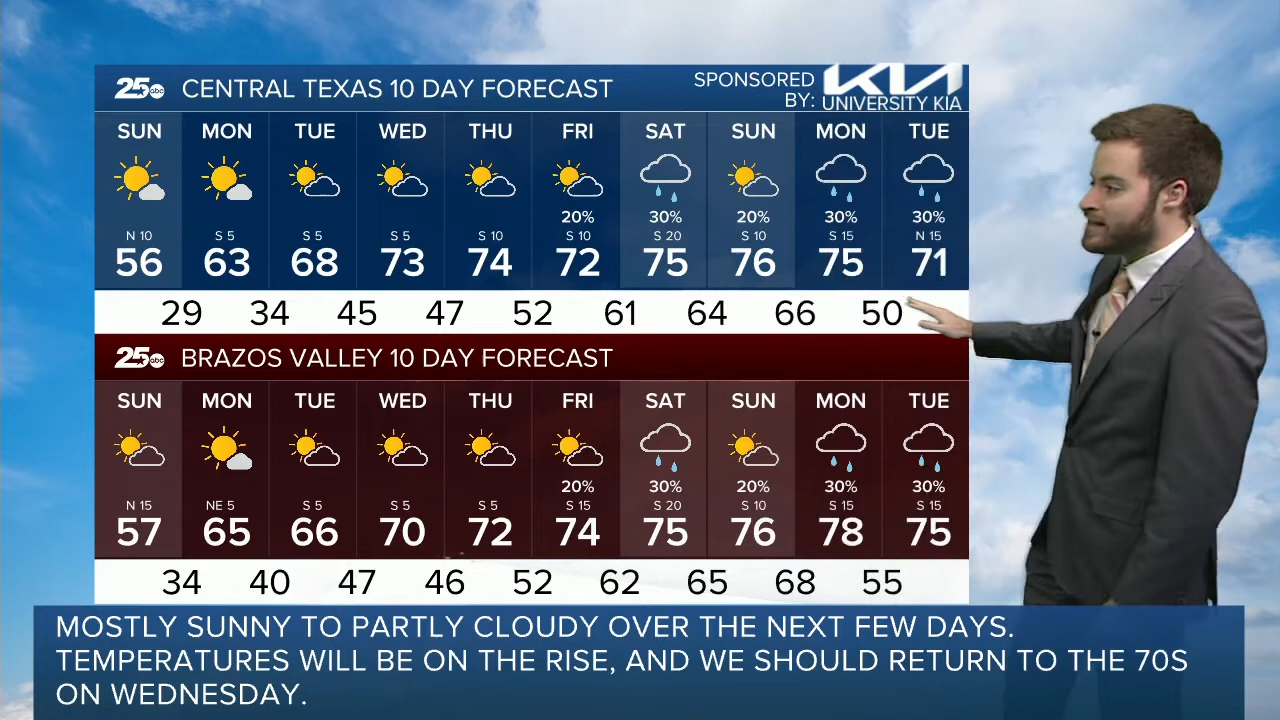 25 abc CENTRAL TEXAS 10 DAY FORECAST SPONSORED BY: KIA UNIVERSITY KIA
SUN MON TUE WED THU FRI SAT SUN MON TUE
20% 30% 20% 30% 30%
N 10 S 5 S 5 S 5 S 10 S 10 S 20 S 10 S 15 N 15
56 63 68 73 74 72 75 76 75 71
29 34 45 47 52 61 64 66 50
25 abc BRAZOS VALLEY 10 DAY FORECAST
SUN MON TUE WED THU FRI SAT SUN MON TUE
20% 30% 20% 30% 30%
N 15 NE 5 S 5 S 5 S 5 S 15 S 20 S 10 S 15 S 15
57 65 66 70 72 74 75 76 78 75
34 40 47 46 52 62 65 68 55
MOSTLY SUNNY TO PARTLY CLOUDY OVER THE NEXT FEW DAYS.
TEMPERATURES WILL BE ON THE RISE, AND WE SHOULD RETURN TO THE 70S
ON WEDNESDAY.